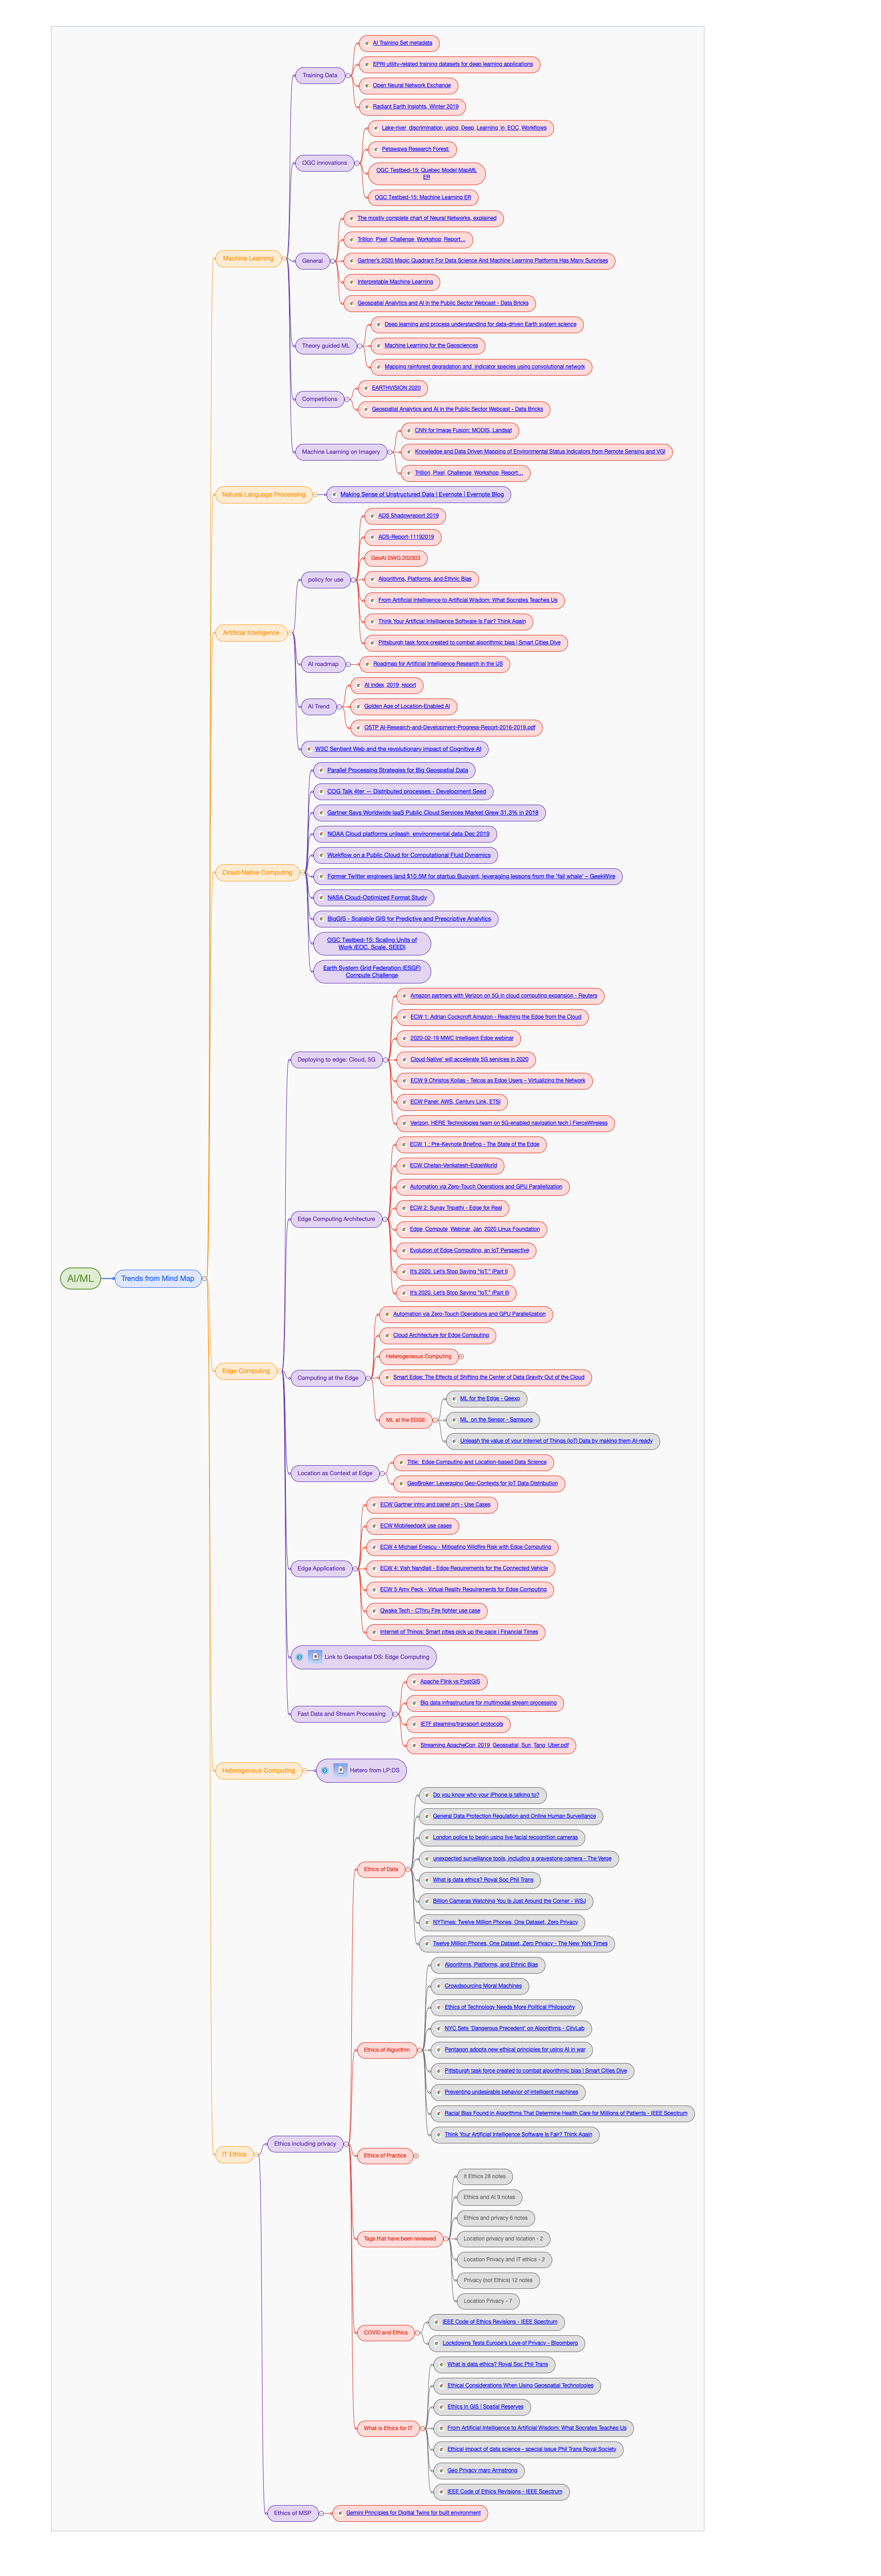 AI/ML
Trends from Mind Map
Machine Learning
Training Data
AI Training Set metadata
EPRI utility-related training datasets for deep learning applications
Open Neural Network Exchange
Radiant Earth Insights, Winter 2019
OGC innovations
Lake-river_discrimination_using_Deep_Learning_in_EOC_Workflows
Petawawa Research Forest:
OGC Testbed-15: Quebec Model MapML
ER
OGC Testbed-15: Machine Learning ER
General
The mostly complete chart of Neural Networks, explained
Trillion_Pixel_Challenge_Workshop_Report...
Gartner's 2020 Magic Quadrant For Data Science And Machine Learning Platforms Has Many Surprises
Interpretable Machine Learning
Geospatial Analytics and AI in the Public Sector Webcast - Data Bricks
Theory guided ML
Deep learning and process understanding for data-driven Earth system science
Machine Learning for the Geosciences
Mapping rainforest degradation and indicator species using convolutional network
Competitions
EARTHVISION 2020
Geospatial Analytics and AI in the Public Sector Webcast - Data Bricks
Machine Learning on Imagery
CNN for Image Fusion: MODIS, Landsat
Knowledge and Data Driven Mapping of Environmental Status Indicators from Remote Sensing and VGI
Trillion_Pixel_Challenge_Workshop_Report...
Natural Language Processing
Making Sense of Unstructured Data | Evernote | Evernote Blog
Artificial Intelligence
policy for use
ADS Shadowreport 2019
ADS-Report-11192019
GeoAI DWG 202003
Algorithms, Platforms, and Ethnic Bias
From Artificial Intelligence to Artificial Wisdom: What Socrates Teaches Us
Think Your Artificial Intelligence Software Is Fair? Think Again
Pittsburgh task force created to combat algorithmic bias | Smart Cities Dive
AI roadmap
Roadmap for Artificial Intelligence Research in the US
AI Trend
AI index_2019_report
Golden Age of Location-Enabled AI
OSTP AI-Research-and-Development-Progress-Report-2016-2019.pdf
W3C Sentient Web and the revolutionary impact of Cognitive AI
Cloud-Native Computing
Parallel Processing Strategies for Big Geospatial Data
COG Talk 4ter — Distributed processes - Development Seed
Gartner Says Worldwide IaaS Public Cloud Services Market Grew 31.3% in 2018
NOAA Cloud platforms unleash environmental data Dec 2019
Workflow on a Public Cloud for Computational Fluid Dynamics
Former Twitter engineers land $10.5M for startup Buoyant, leveraging lessons from the 'fail whale' – GeekWire
NASA Cloud-Optimized Format Study
BigGIS - Scalable GIS for Predictive and Prescriptive Analytics
OGC Testbed-15: Scaling Units of
Work (EOC, Scale, SEED)
Earth System Grid Federation (ESGF)
Compute Challenge
Edge Computing
Deploying to edge: Cloud, 5G
Amazon partners with Verizon on 5G in cloud computing expansion - Reuters
ECW 1: Adrian Cockcroft Amazon - Reaching the Edge from the Cloud
2020-02-19 MWC Intelligent Edge webinar
Cloud Native' will accelerate 5G services in 2020
ECW 9 Christos Kolias - Telcos as Edge Users – Virtualizing the Network
ECW Panel: AWS, Century Link, ETSI
Verizon, HERE Technologies team on 5G-enabled navigation tech | FierceWireless
Edge Computing Architecture
ECW 1 : Pre-Keynote Briefing - The State of the Edge
ECW Chetan-Venkatesh-EdgeWorld
Automation via Zero-Touch Operations and GPU Parallelization
ECW 2: Sunay Tripathi - Edge for Real
Edge_Compute_Webinar_Jan_2020 Linux Foundation
Evolution of Edge Computing, an IoT Perspective
It's 2020. Let's Stop Saying "IoT." (Part I)
It's 2020. Let's Stop Saying "IoT." (Part II)
Computing at the Edge
Automation via Zero-Touch Operations and GPU Parallelization
Cloud Architecture for Edge Computing
Heterogeneous Computing
Smart Edge: The Effects of Shifting the Center of Data Gravity Out of the Cloud
ML at the EDGE
ML for the Edge - Qeexo
ML_on the Sensor - Samsung
Unleash the value of your Internet of Things (IoT) Data by making them AI-ready
Location as Context at Edge
Title: Edge Computing and Location-based Data Science
GeoBroker: Leveraging Geo-Contexts for IoT Data Distribution
Edge Applications
ECW Gartner intro and panel pm - Use Cases
ECW MobileedgeX use cases
ECW 4 Michael Enescu - Mitigating Wildfire Risk with Edge Computing
ECW 4: Vish Nandlall - Edge Requirements for the Connected Vehicle
ECW 5 Amy Peck - Virtual Reality Requirements for Edge Computing
Qwake Tech - CThru Fire fighter use case
Internet of Things: Smart cities pick up the pace | Financial Times
Link to Geospatial DS: Edge Computing
Fast Data and Stream Processing
Apache Flink vs PostGIS
Big data infrastructure for multimodal stream processing
IETF steaming/transport protocols
Streaming ApacheCon_2019_Geospatial_Sun_Tang_Uber.pdf
Heterogenous Computing
Hetero from LP:DS
IT Ethics
Ethics including privacy
Ethics of Data
Do you know who your iPhone is talking to?
General Data Protection Regulation and Online Human Surveillance
London police to begin using live facial recognition cameras
unexpected surveillance tools, including a gravestone camera - The Verge
What is data ethics? Royal Soc Phil Trans
Billion Cameras Watching You Is Just Around the Corner - WSJ
NYTimes: Twelve Million Phones, One Dataset, Zero Privacy
Twelve Million Phones, One Dataset, Zero Privacy - The New York Times
Ethics of Algorithm
Algorithms, Platforms, and Ethnic Bias
Crowdsourcing Moral Machines
Ethics of Technology Needs More Political Philosophy
NYC Sets 'Dangerous Precedent' on Algorithms - CityLab
Pentagon adopts new ethical principles for using AI in war
Pittsburgh task force created to combat algorithmic bias | Smart Cities Dive
Preventing undesirable behavior of intelligent machines
Racial Bias Found in Algorithms That Determine Health Care for Millions of Patients - IEEE Spectrum
Think Your Artificial Intelligence Software Is Fair? Think Again
Ethics of Practice
Tags that have been reviewed
It Ethics 28 notes
Ethics and AI 9 notes
Ethics and privacy 6 notes
Location privacy and location - 2
Location Privacy and IT ethics - 2
Privacy (not Ethics) 12 notes
Location Privacy - 7
COVID and Ethics
IEEE Code of Ethics Revisions - IEEE Spectrum
Lockdowns Tests Europe's Love of Privacy - Bloomberg
What is Ethics for IT
What is data ethics? Royal Soc Phil Trans
Ethical Considerations When Using Geospatial Technologies
Ethics in GIS | Spatial Reserves
From Artificial Intelligence to Artificial Wisdom: What Socrates Teaches Us
Ethical impact of data science - special issue Phil Trans Royal Society
Geo Privacy marc Armstrong
IEEE Code of Ethics Revisions - IEEE Spectrum
Ethics of MSP
Gemini Principles for Digital Twins for built environment